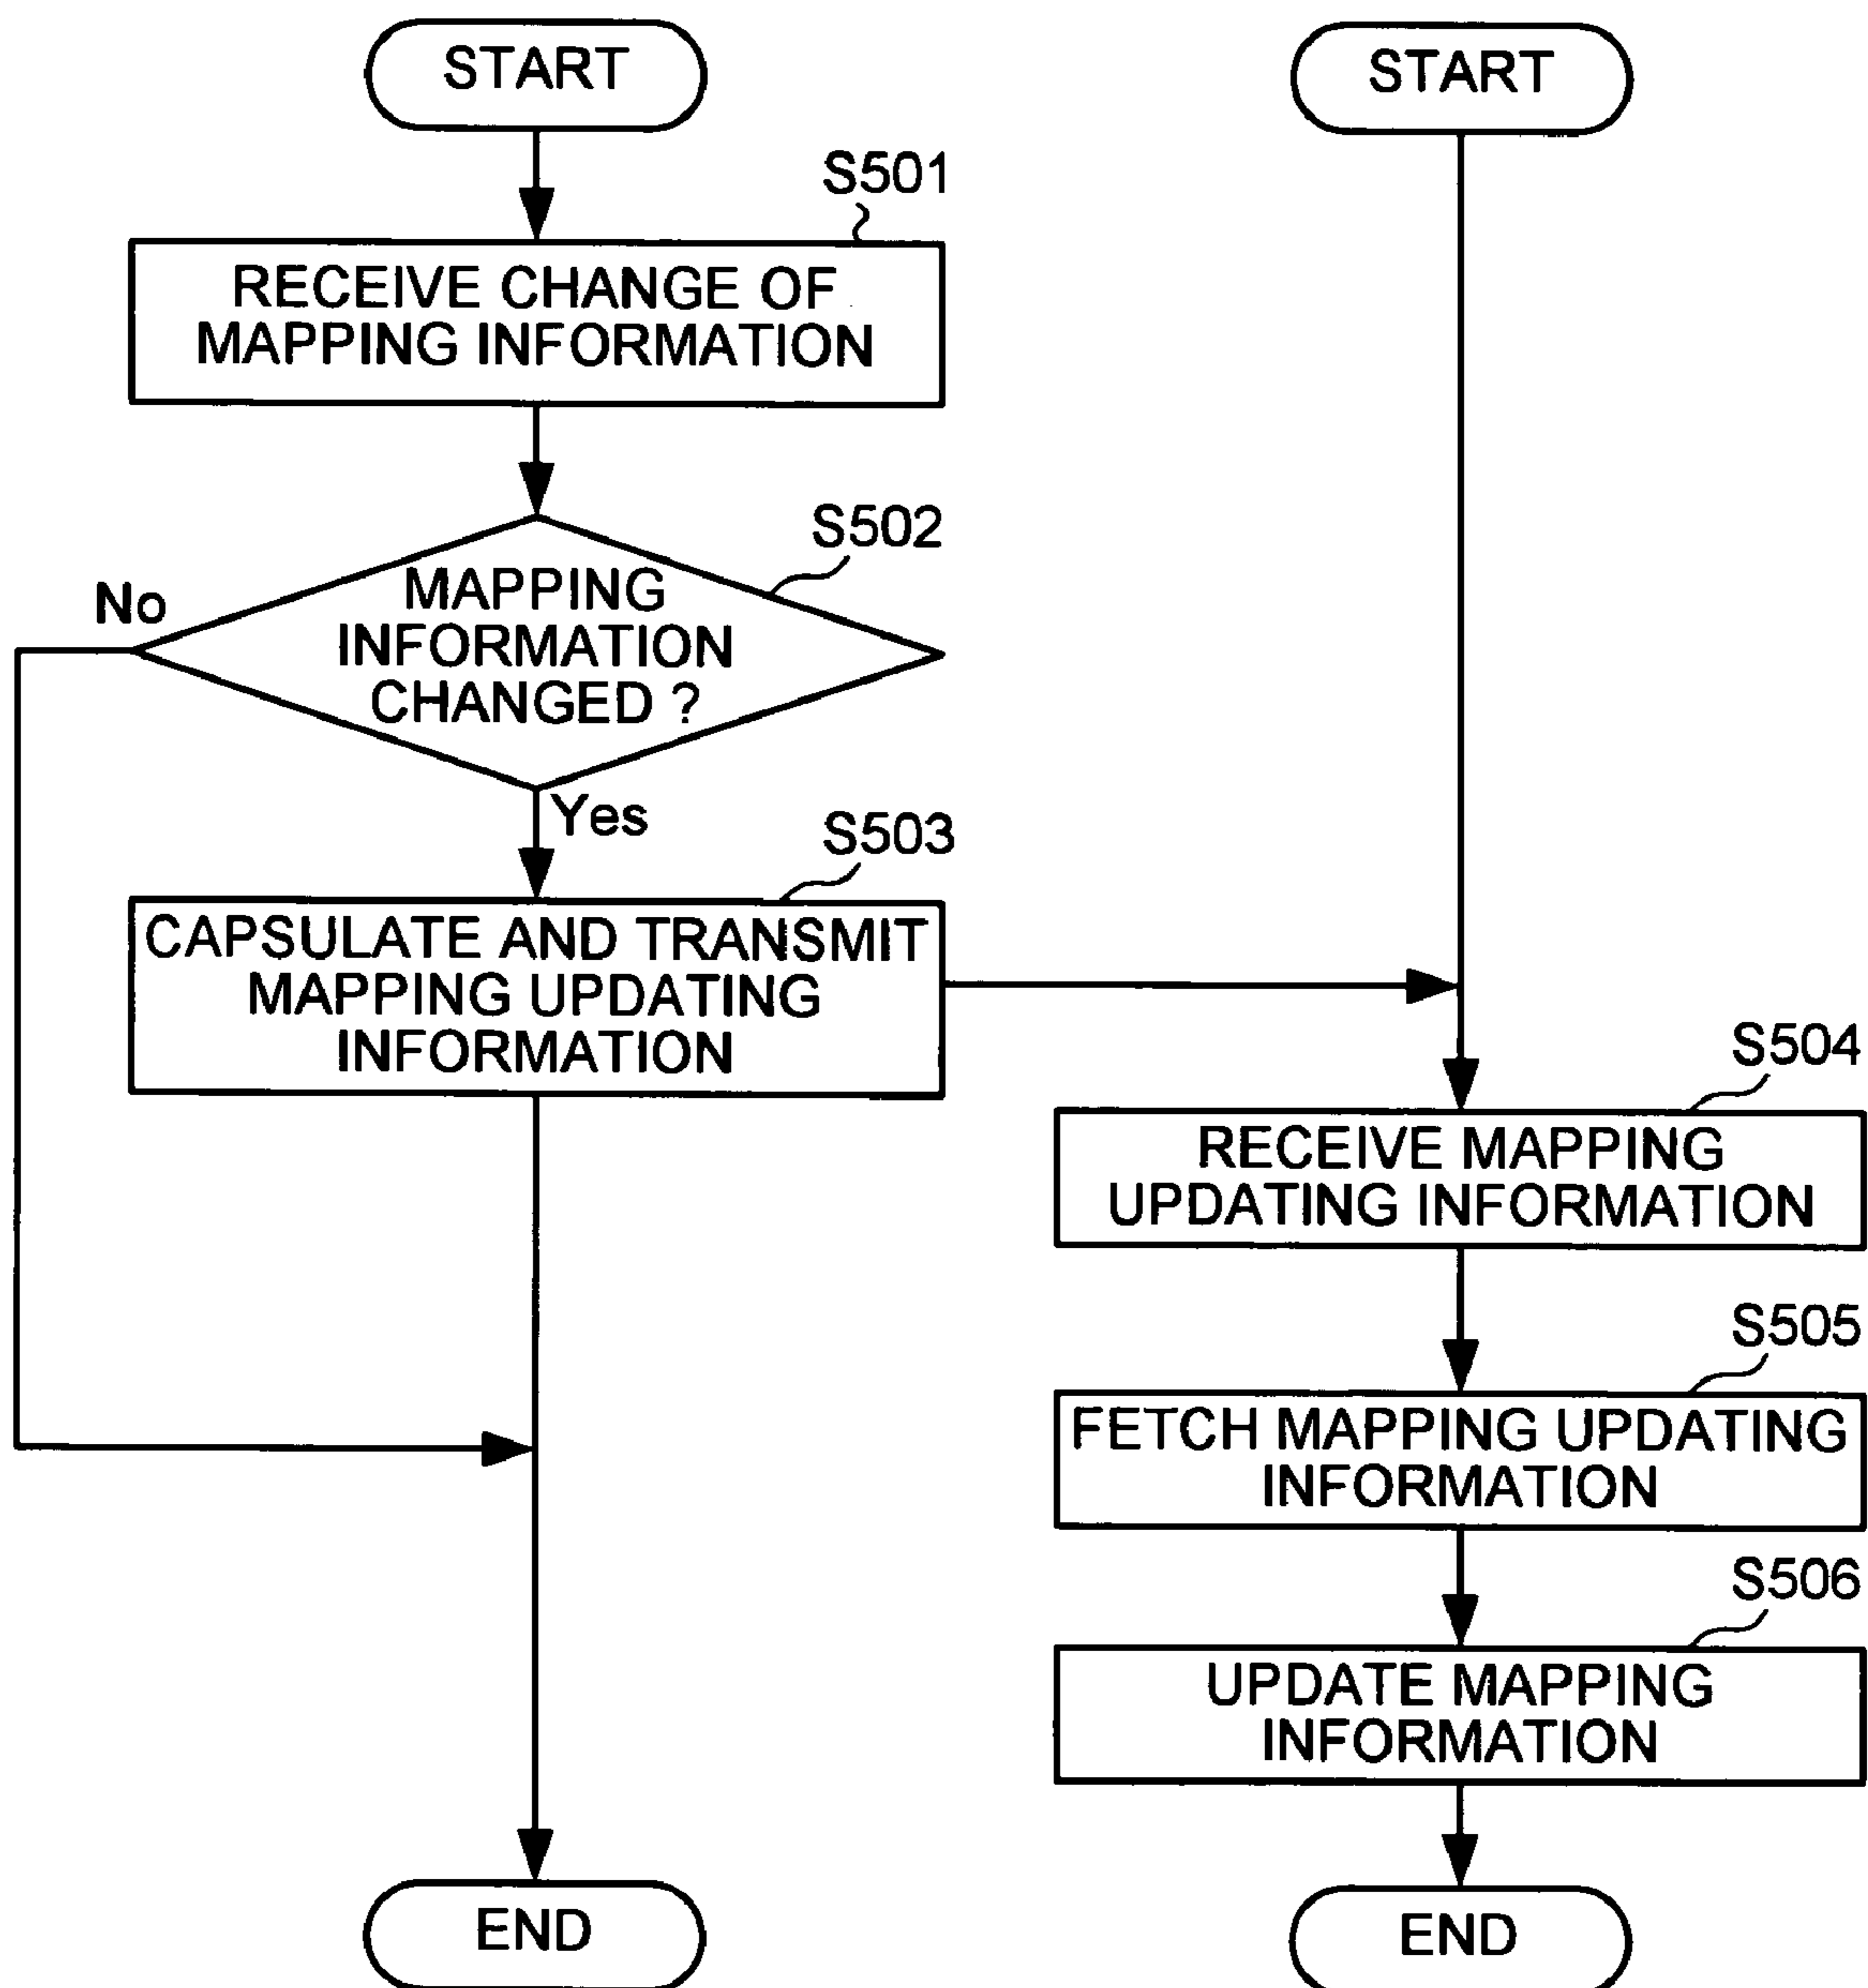 START
S501
RECEIVE CHANGE OF
MAPPING INFORMATION
S502
MAPPING
INFORMATION
CHANGED ?
No
Yes
S503
CAPSULATE AND TRANSMIT
MAPPING UPDATING
INFORMATION
END
START
S504
RECEIVE MAPPING
UPDATING INFORMATION
S505
FETCH MAPPING UPDATING
INFORMATION
S506
UPDATE MAPPING
INFORMATION
END